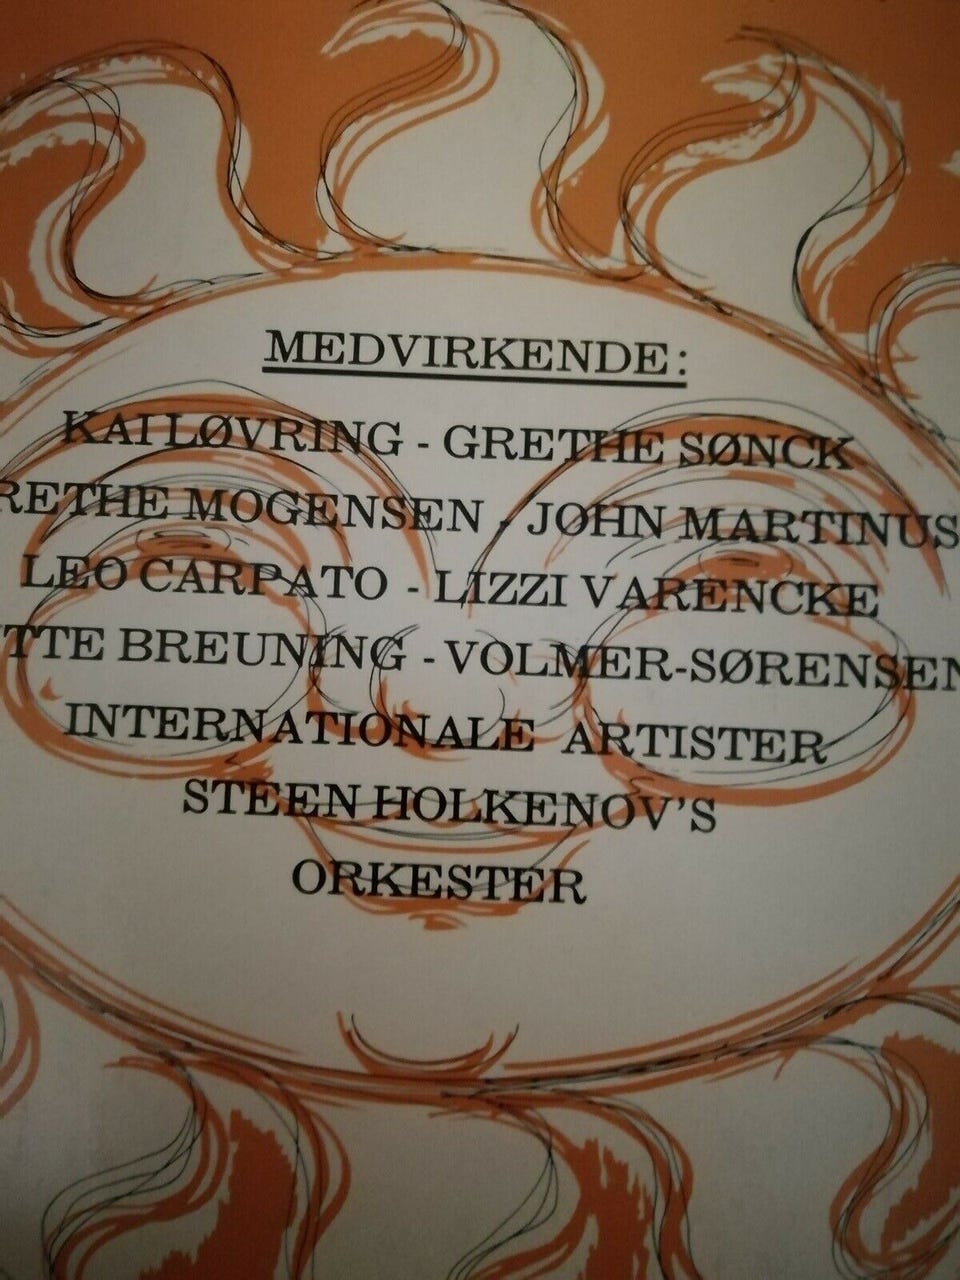 MEDVIRKENDE:
KAI LØVRING - GRETHE SØNCK
RETHE MOGENSEN - JOHN MARTINUS
LEO CARPATO - LIZZI VARENCKE
TTE BREUNING - VOLMER-SØRENSEN
INTERNATIONALE ARTISTER
STEEN HOLKENOV'S
ORKESTER